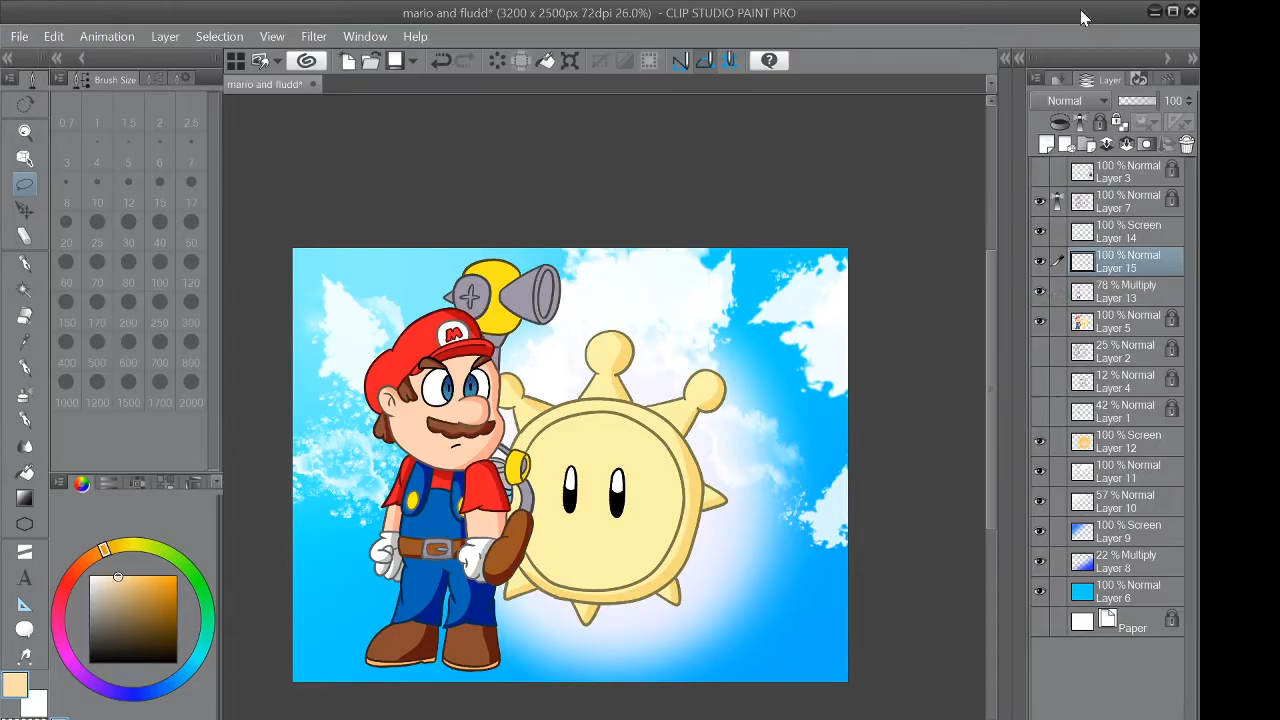 mario and fludd* (3200 x 2500px 72dpi 26.0%)  - CLIP STUDIO PAINT PRO
File Edit Animation Layer Selection View Filter Window Help
Brush Size
mario and fludd*
Layer
Normal 100
0.7 1 1.5 2 2.5
3 4 5 6 7
8 10 12 15 17
20 25 30 40 50
60 70 80 100 120
150 170 200 250 300
400 500 600 700 800
1000 1200 1500 1700 2000
100 % Normal
Layer 3
100 % Normal
Layer 7
100 % Screen
Layer 14
100 % Normal
Layer 15
78 % Multiply
Layer 13
100 % Normal
Layer 5
25 % Normal
Layer 2
12 % Normal
Layer 4
42 % Normal
Layer 1
100 % Screen
Layer 12
100 % Normal
Layer 11
57 % Normal
Layer 10
100 % Screen
Layer 9
22 % Multiply
Layer 8
100 % Normal
Layer 6
Paper
M
A